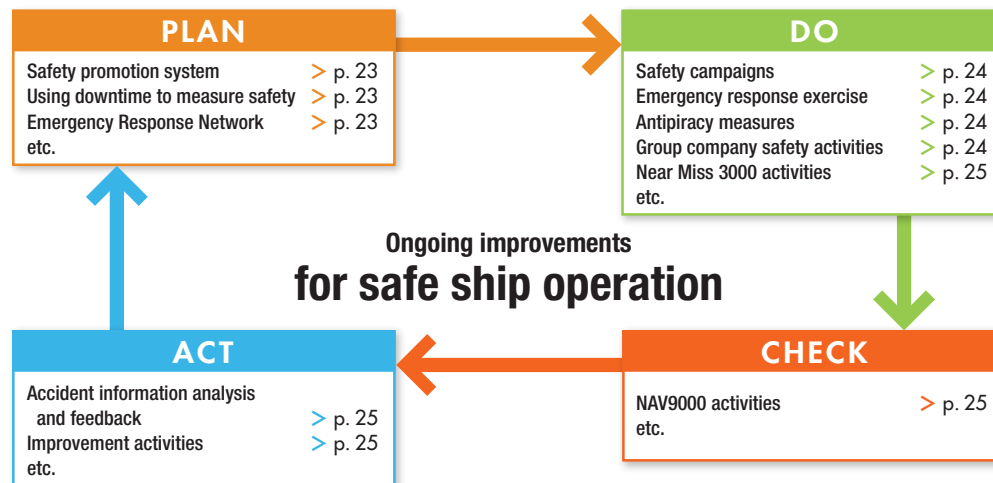 PLAN
Safety promotion system > p. 23
Using downtime to measure safety > p. 23
Emergency Response Network > p. 23
etc.
DO
Safety campaigns > p. 24
Emergency response exercise > p. 24
Antipiracy measures > p. 24
Group company safety activities > p. 24
Near Miss 3000 activities > p. 25
etc.
Ongoing improvements
for safe ship operation
ACT
Accident information analysis
and feedback > p. 25
Improvement activities > p. 25
etc.
CHECK
NAV9000 activities > p. 25
etc.